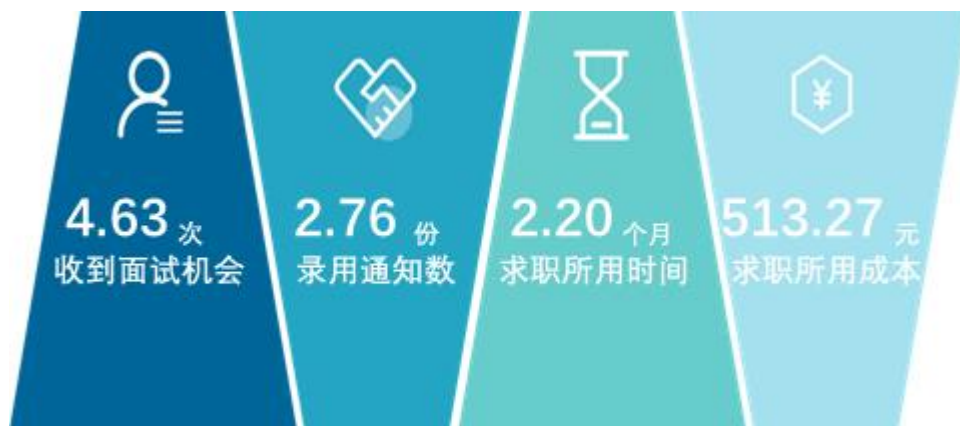 4.63 次
收到面试机会
2.76 份
录用通知数
2.20 个月
求职所用时间
¥
513.27 元
求职所用成本